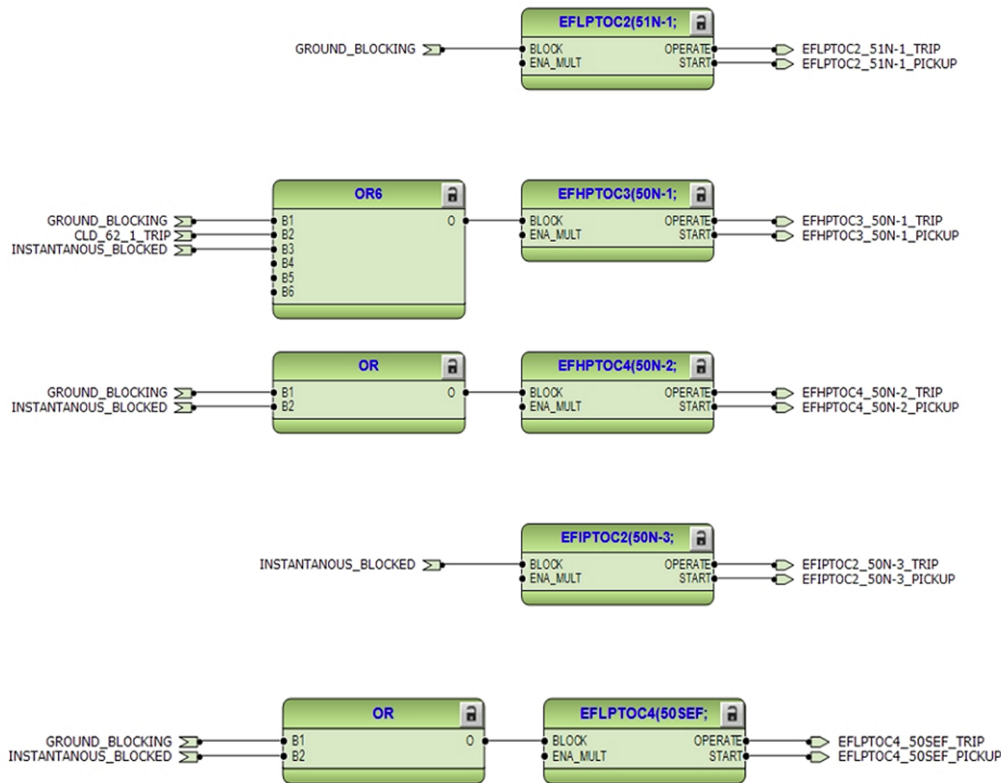 EFLPTOC2(51N-1;
GROUND_BLOCKING BLOCK OPERATE EFLPTOC2_51N-1_TRIP
ENA_MULT START EFLPTOC2_51N-1_PICKUP
OR6 EFHPTOC3(50N-1;
GROUND_BLOCKING B1 O BLOCK OPERATE EFHPTOC3_50N-1_TRIP
CLD_62_1_TRIP B2 ENA_MULT START EFHPTOC3_50N-1_PICKUP
INSTANTANOUS_BLOCKED B3
B4
B5
B6
OR EFHPTOC4(50N-2;
GROUND_BLOCKING B1 O BLOCK OPERATE EFHPTOC4_50N-2_TRIP
INSTANTANOUS_BLOCKED B2 ENA_MULT START EFHPTOC4_50N-2_PICKUP
EFIPTOC2(50N-3;
INSTANTANOUS_BLOCKED BLOCK OPERATE EFIPTOC2_50N-3_TRIP
ENA_MULT START EFIPTOC2_50N-3_PICKUP
OR EFLPTOC4(50SEF;
GROUND_BLOCKING B1 O BLOCK OPERATE EFLPTOC4_50SEF_TRIP
INSTANTANOUS_BLOCKED B2 ENA_MULT START EFLPTOC4_50SEF_PICKUP